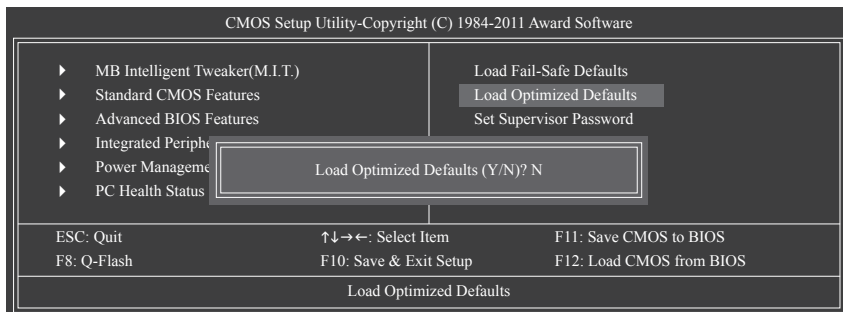 CMOS Setup Utility-Copyright (C) 1984-2011 Award Software
MB Intelligent Tweaker(M.I.T.)
Standard CMOS Features
Advanced BIOS Features
Integrated Periphe
Power Manageme
PC Health Status
Load Fail-Safe Defaults
Load Optimized Defaults
Set Supervisor Password
Load Optimized Defaults (Y/N)? N
ESC: Quit ↑↓→←: Select Item F11: Save CMOS to BIOS
F8: Q-Flash F10: Save & Exit Setup F12: Load CMOS from BIOS
Load Optimized Defaults